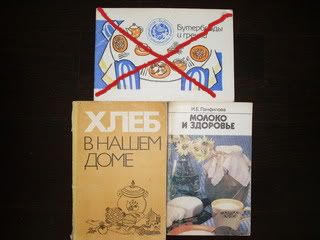 Бутерброды
и гренки
ХЛЕБ
В НАШЕМ
ДОМЕ
И.Е. Панфилова
МОЛОКО
И ЗДОРОВЬЕ